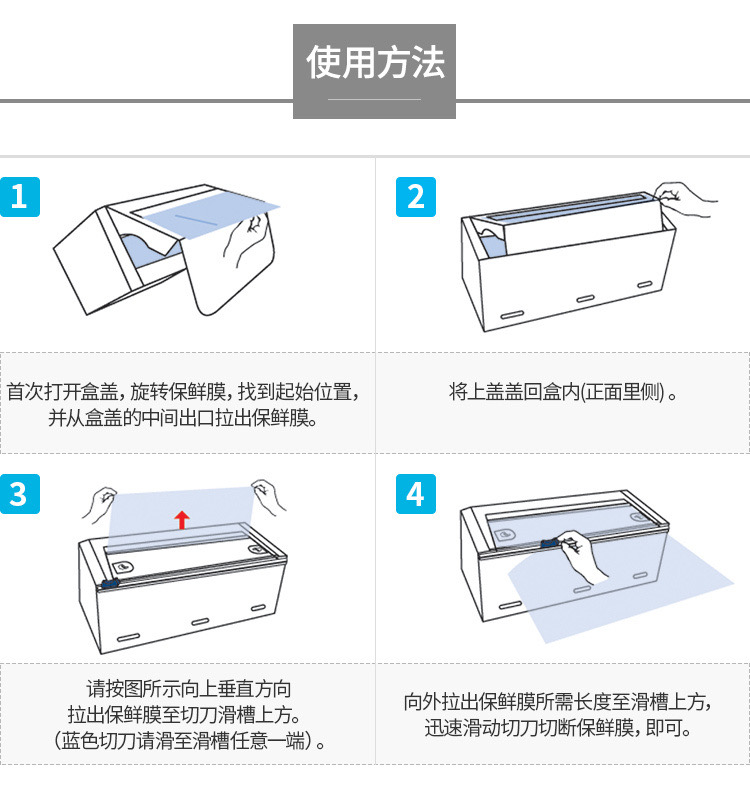 使用方法
1
2
首次打开盒盖，旋转保鲜膜，找到起始位置，
并从盒盖的中间出口拉出保鲜膜。
将上盖盖回盒内(正面里侧)。
3
4
请按图所示向上垂直方向
拉出保鲜膜至切刀滑槽上方。
（蓝色切刀请滑至滑槽任意一端）。
向外拉出保鲜膜所需长度至滑槽上方，
迅速滑动切刀切断保鲜膜，即可。